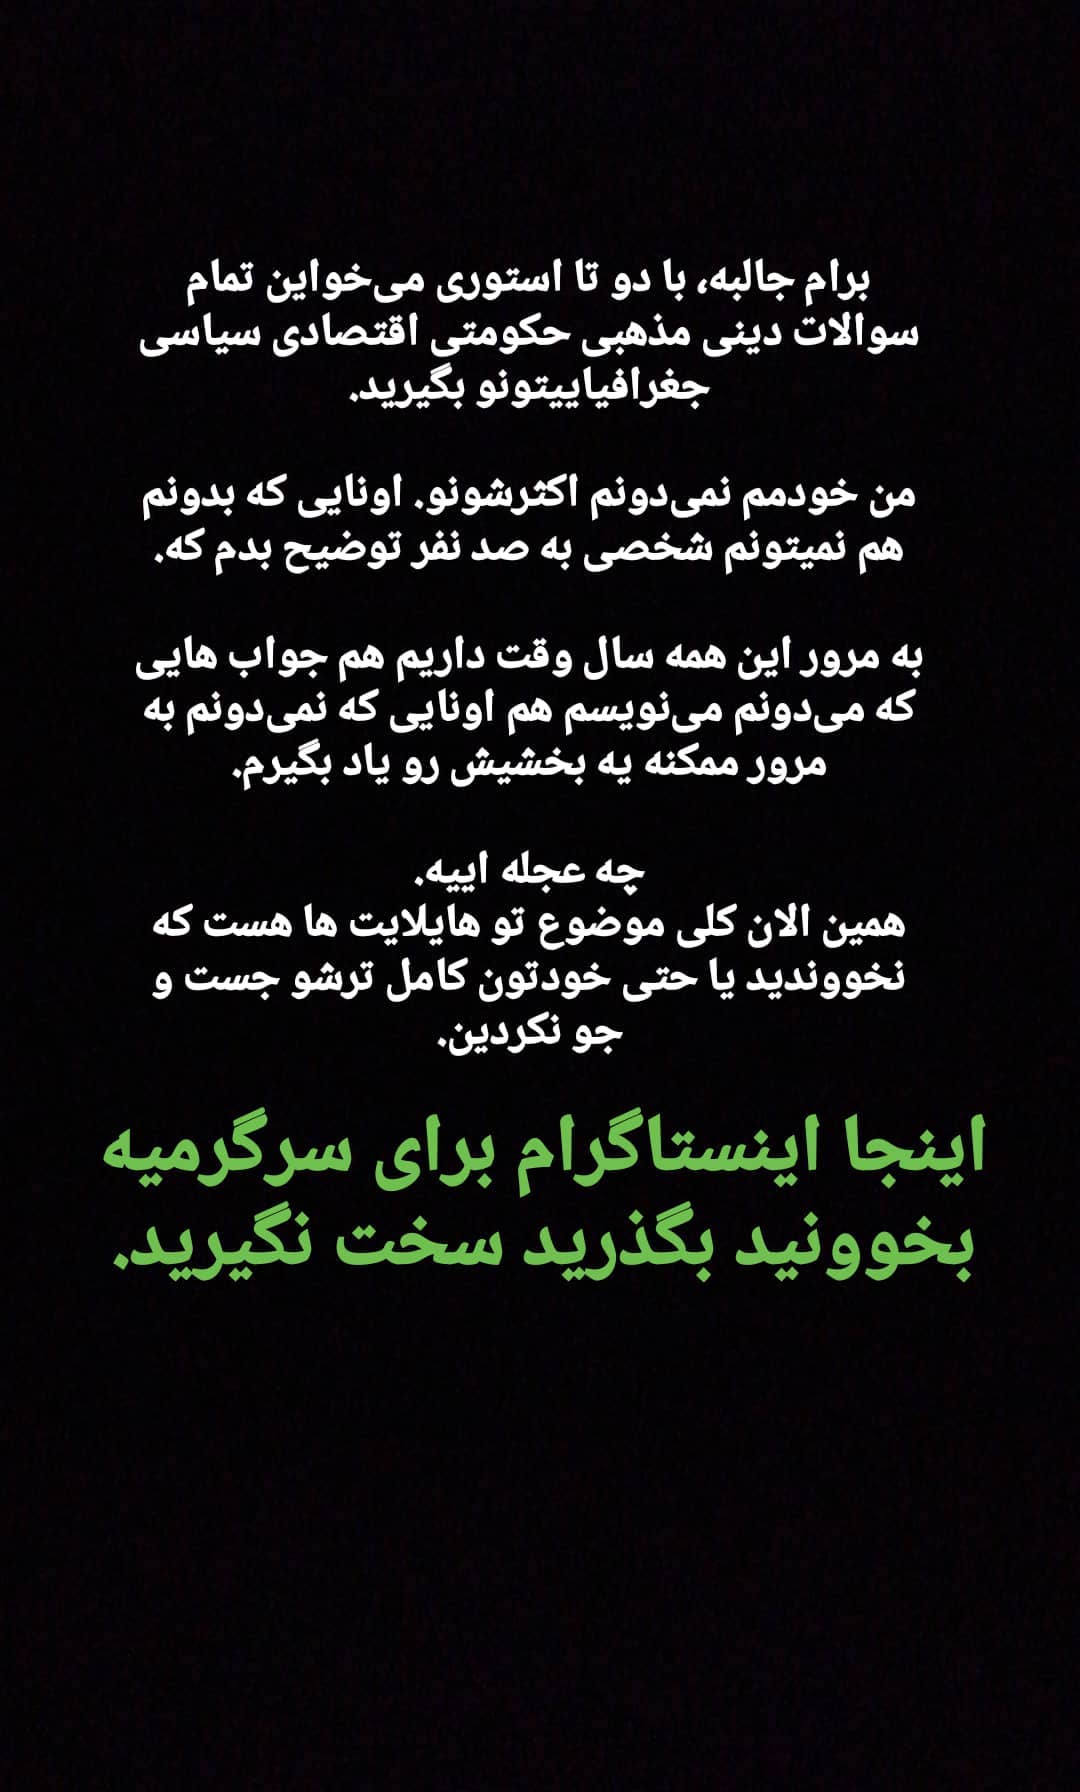 برام جالبه، با دو تا استوری می‌خواین تمام
سوالات دینی مذهبی حکومتی اقتصادی سیاسی
جغرافیاییتونو بگیرید.
من خودمم نمی‌دونم اکثرشونو. اونایی که بدونم
هم نمیتونم شخصی به صد نفر توضیح بدم که.
به مرور این همه سال وقت داریم هم جواب هایی
که می‌دونم می‌نویسم هم اونایی که نمی‌دونم به
مرور ممکنه یه بخشیش رو یاد بگیرم.
چه عجله اییه.
همین الان کلی موضوع تو هایلایت ها هست که
نخووندید یا حتی خودتون کامل ترشو جست و
جو نکردین.
اینجا اینستاگرام برای سرگرمیه
بخوونید بگذرید سخت نگیرید.